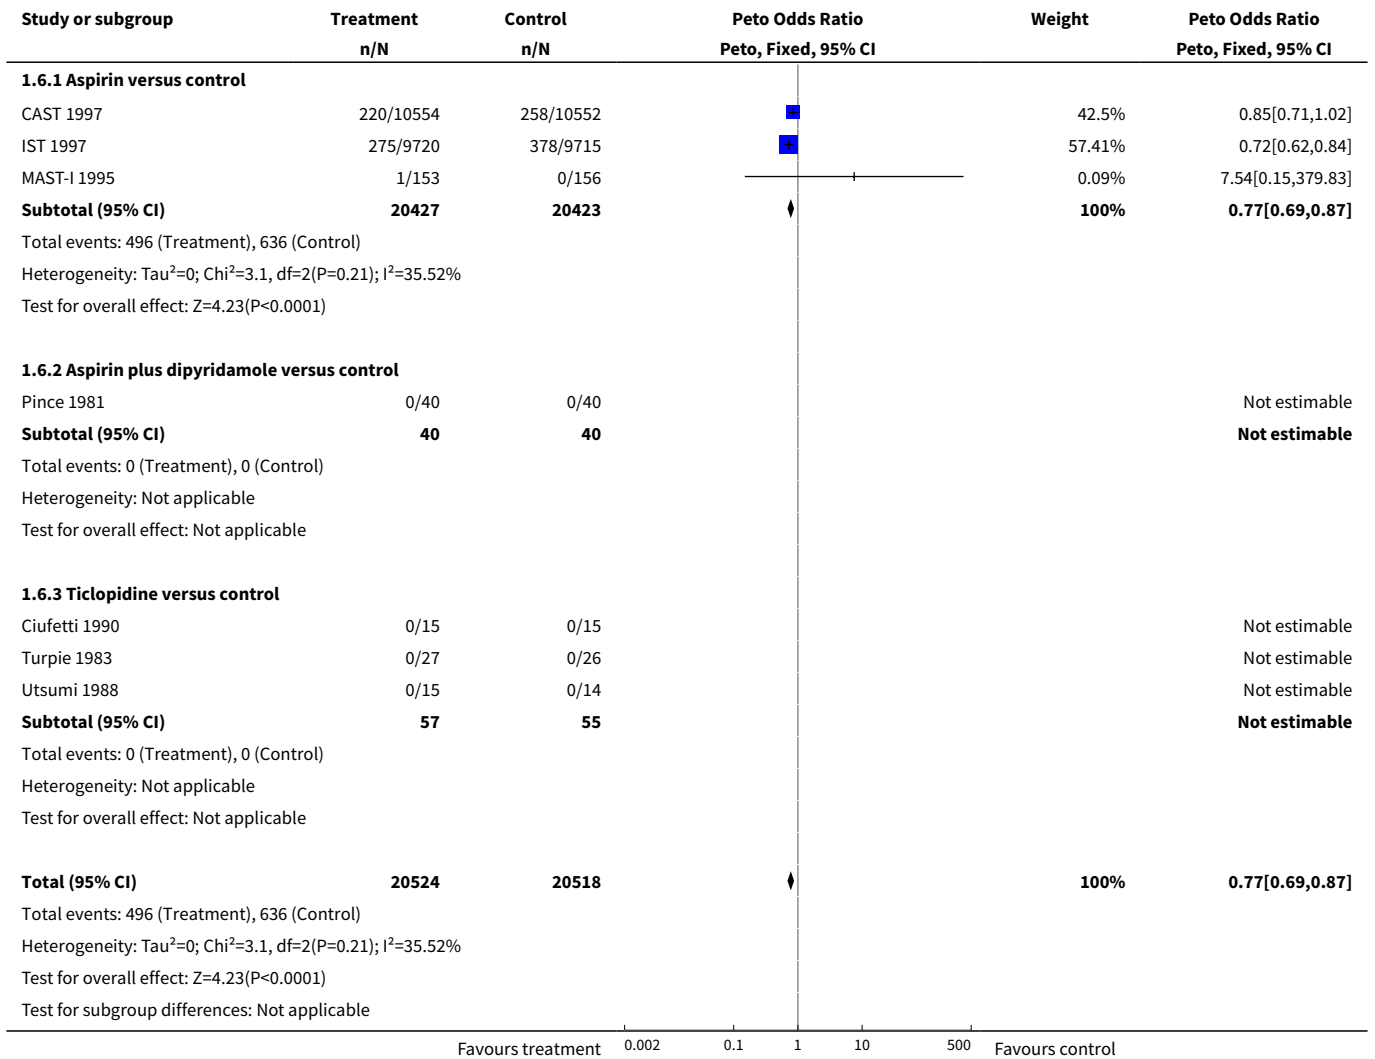 Study or subgroup Treatment Control Peto Odds Ratio Weight Peto Odds Ratio
n/N n/N Peto, Fixed, 95% CI Peto, Fixed, 95% CI
1.6.1 Aspirin versus control
CAST 1997 220/10554 258/10552 42.5% 0.85[0.71,1.02]
IST 1997 275/9720 378/9715 57.41% 0.72[0.62,0.84]
MAST-I 1995 1/153 0/156 0.09% 7.54[0.15,379.83]
Subtotal (95% CI) 20427 20423 100% 0.77[0.69,0.87]
Total events: 496 (Treatment), 636 (Control)
Heterogeneity: Tau²=0; Chi²=3.1, df=2(P=0.21); I²=35.52%
Test for overall effect: Z=4.23(P<0.0001)
1.6.2 Aspirin plus dipyridamole versus control
Pince 1981 0/40 0/40 Not estimable
Subtotal (95% CI) 40 40 Not estimable
Total events: 0 (Treatment), 0 (Control)
Heterogeneity: Not applicable
Test for overall effect: Not applicable
1.6.3 Ticlopidine versus control
Ciufetti 1990 0/15 0/15 Not estimable
Turpie 1983 0/27 0/26 Not estimable
Utsumi 1988 0/15 0/14 Not estimable
Subtotal (95% CI) 57 55 Not estimable
Total events: 0 (Treatment), 0 (Control)
Heterogeneity: Not applicable
Test for overall effect: Not applicable
Total (95% CI) 20524 20518 100% 0.77[0.69,0.87]
Total events: 496 (Treatment), 636 (Control)
Heterogeneity: Tau²=0; Chi²=3.1, df=2(P=0.21); I²=35.52%
Test for overall effect: Z=4.23(P<0.0001)
Test for subgroup differences: Not applicable
Favours treatment 0.002 0.1 1 10 500 Favours control